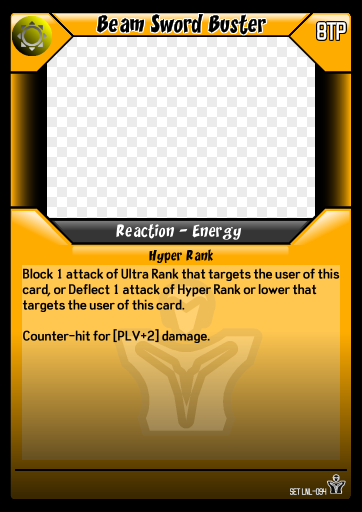 Beam Sword Buster
8TP
Reaction - Energy
Hyper Rank
Block 1 attack of Ultra Rank that targets the user of this
card, or Deflect 1 attack of Hyper Rank or lower that
targets the user of this card.
Counter-hit for [PLV+2] damage.
SET LNL-094